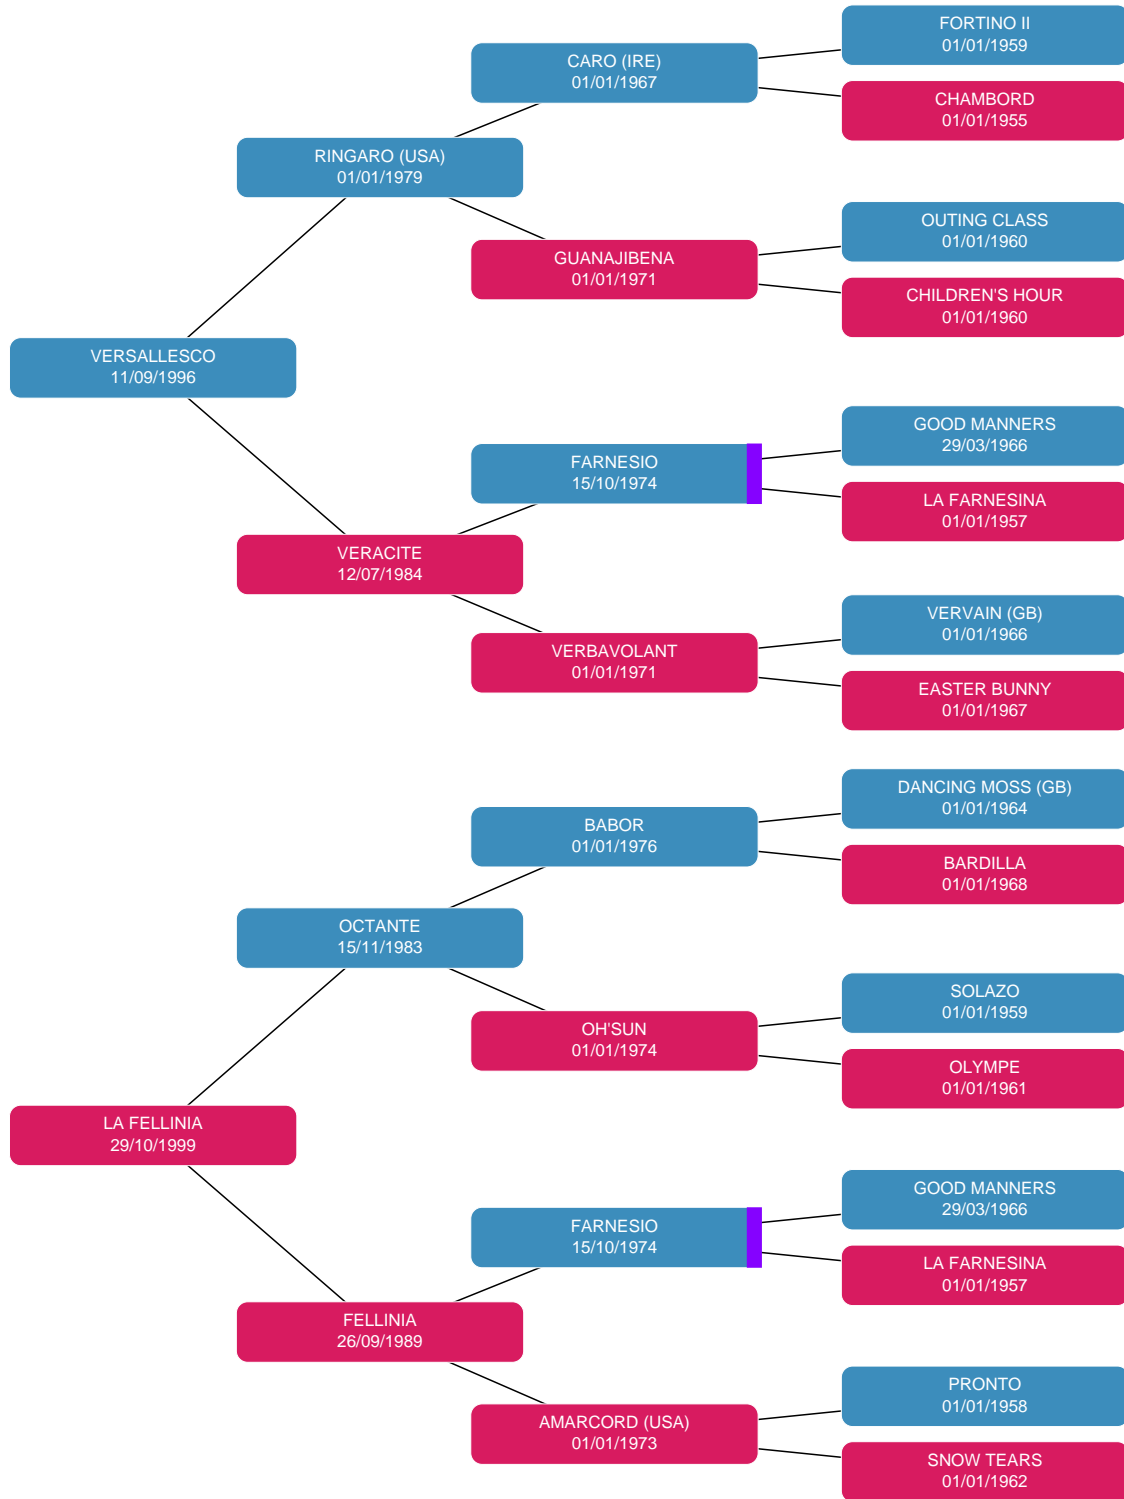 FORTINO II
01/01/1959
CARO (IRE)
01/01/1967
CHAMBORD
01/01/1955
RINGARO (USA)
01/01/1979
OUTING CLASS
01/01/1960
GUANAJIBENA
01/01/1971
CHILDREN'S HOUR
01/01/1960
VERSALLESCO
11/09/1996
GOOD MANNERS
29/03/1966
FARNESIO
15/10/1974
LA FARNESINA
01/01/1957
VERACITE
12/07/1984
VERVAIN (GB)
01/01/1966
VERBAVOLANT
01/01/1971
EASTER BUNNY
01/01/1967
DANCING MOSS (GB)
01/01/1964
BABOR
01/01/1976
BARDILLA
01/01/1968
OCTANTE
15/11/1983
SOLAZO
01/01/1959
OH'SUN
01/01/1974
OLYMPE
01/01/1961
LA FELLINIA
29/10/1999
GOOD MANNERS
29/03/1966
FARNESIO
15/10/1974
LA FARNESINA
01/01/1957
FELLINIA
26/09/1989
PRONTO
01/01/1958
AMARCORD (USA)
01/01/1973
SNOW TEARS
01/01/1962